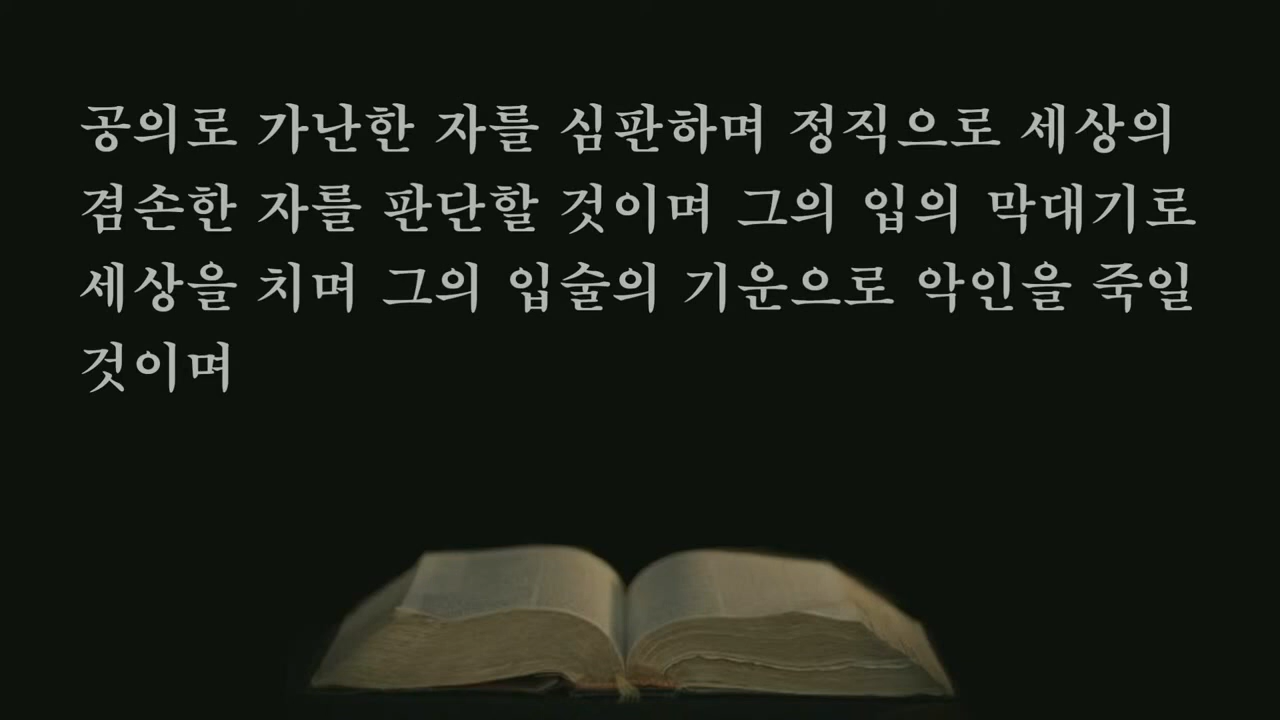 공의로 가난한 자를 심판하며 정직으로 세상의
겸손한 자를 판단할 것이며 그의 입의 막대기로
세상을 치며 그의 입술의 기운으로 악인을 죽일
것이며